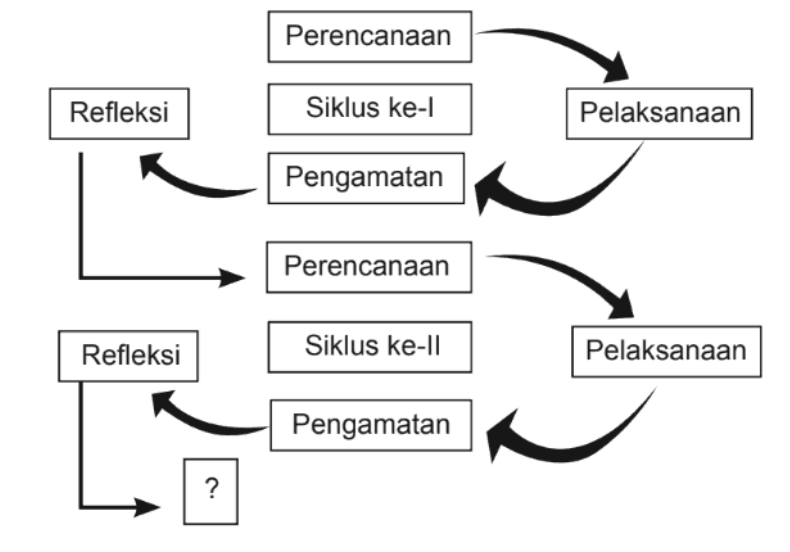 Perencanaan
Refleksi
Siklus ke-I
Pelaksanaan
Pengamatan
Perencanaan
Refleksi
Siklus ke-II
Pelaksanaan
Pengamatan
?